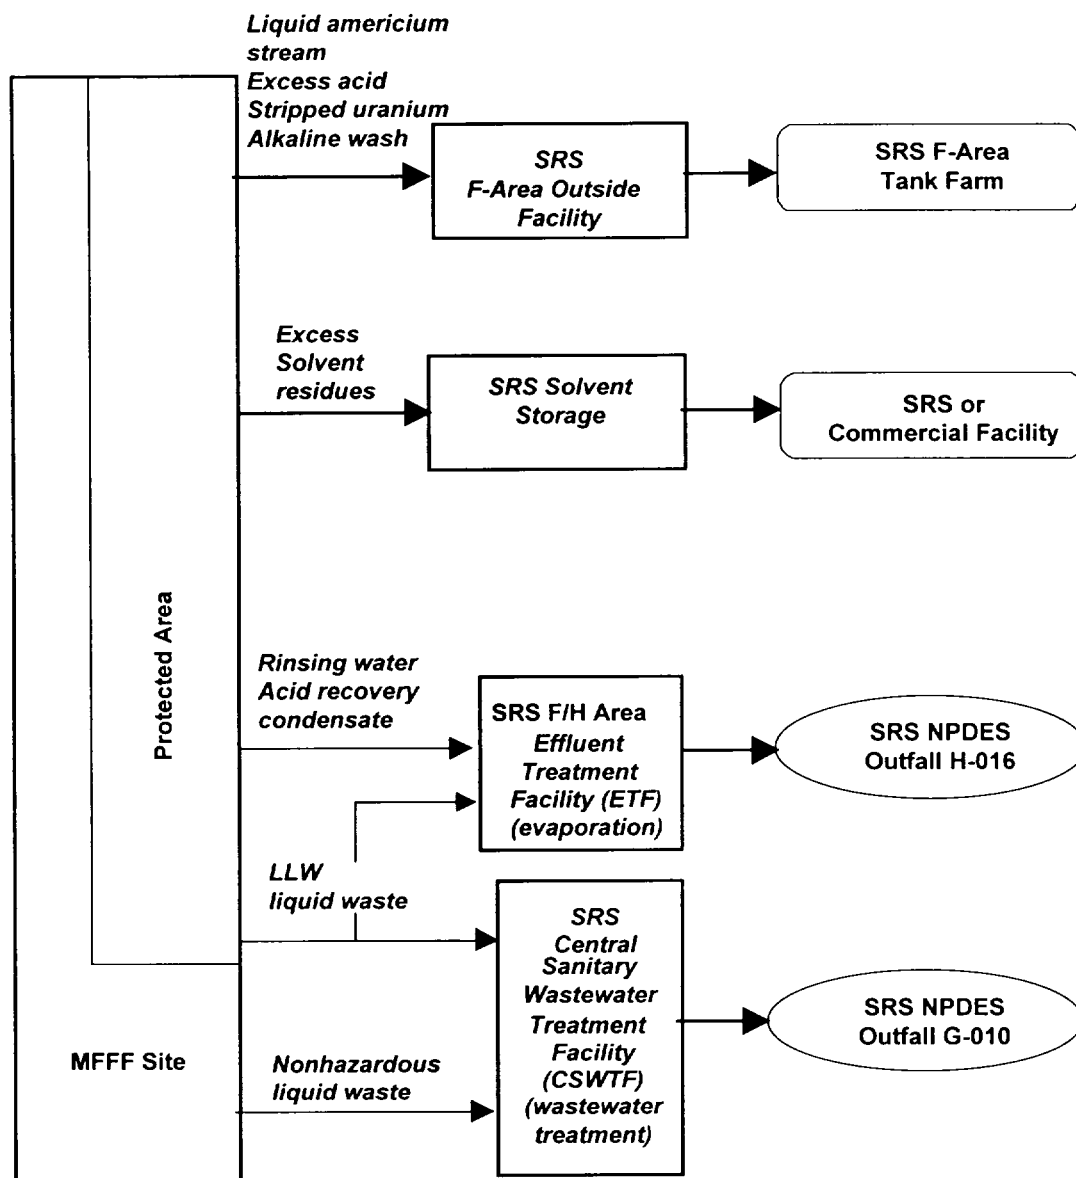 Liquid americium
stream
Excess acid
Stripped uranium
Alkaline wash
SRS
F-Area Outside
Facility
SRS F-Area
Tank Farm
Excess
Solvent
residues
SRS Solvent
Storage
SRS or
Commercial Facility
Protected Area
Rinsing water
Acid recovery
condensate
SRS F/H Area
Effluent
Treatment
Facility (ETF)
(evaporation)
SRS NPDES
Outfall H-016
LLW
liquid waste
SRS
Central
Sanitary
Wastewater
Treatment
Facility
(CSWTF)
(wastewater
treatment)
SRS NPDES
Outfall G-010
MFFF Site
Nonhazardous
liquid waste